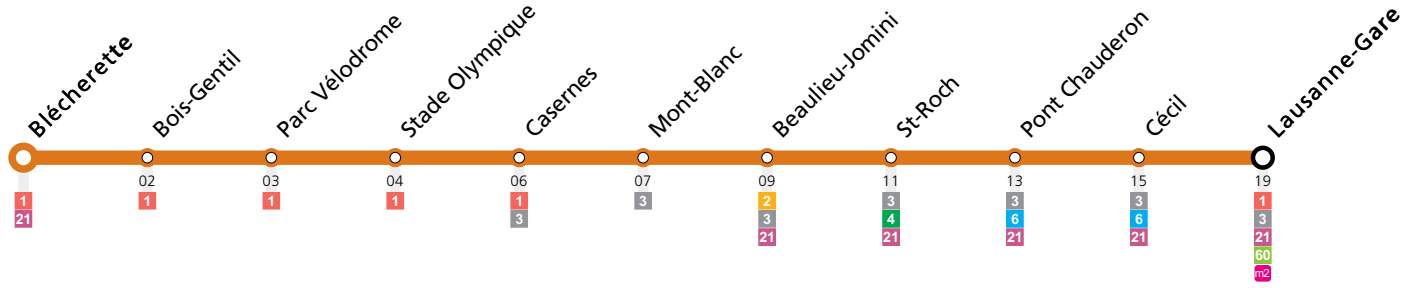 Blécherette
Bois-Gentil
Parc Vélodrome
Stade Olympique
Casernes
Mont-Blanc
Beaulieu-Jomini
St-Roch
Pont Chauderon
Cécil
Lausanne-Gare
02 03 04 06 07 09 11 13 15 19
1 1 1 1 1 3 2 3 3 3 1
21 3 3 4 6 6 3
21 21 21 21 21
60
m2